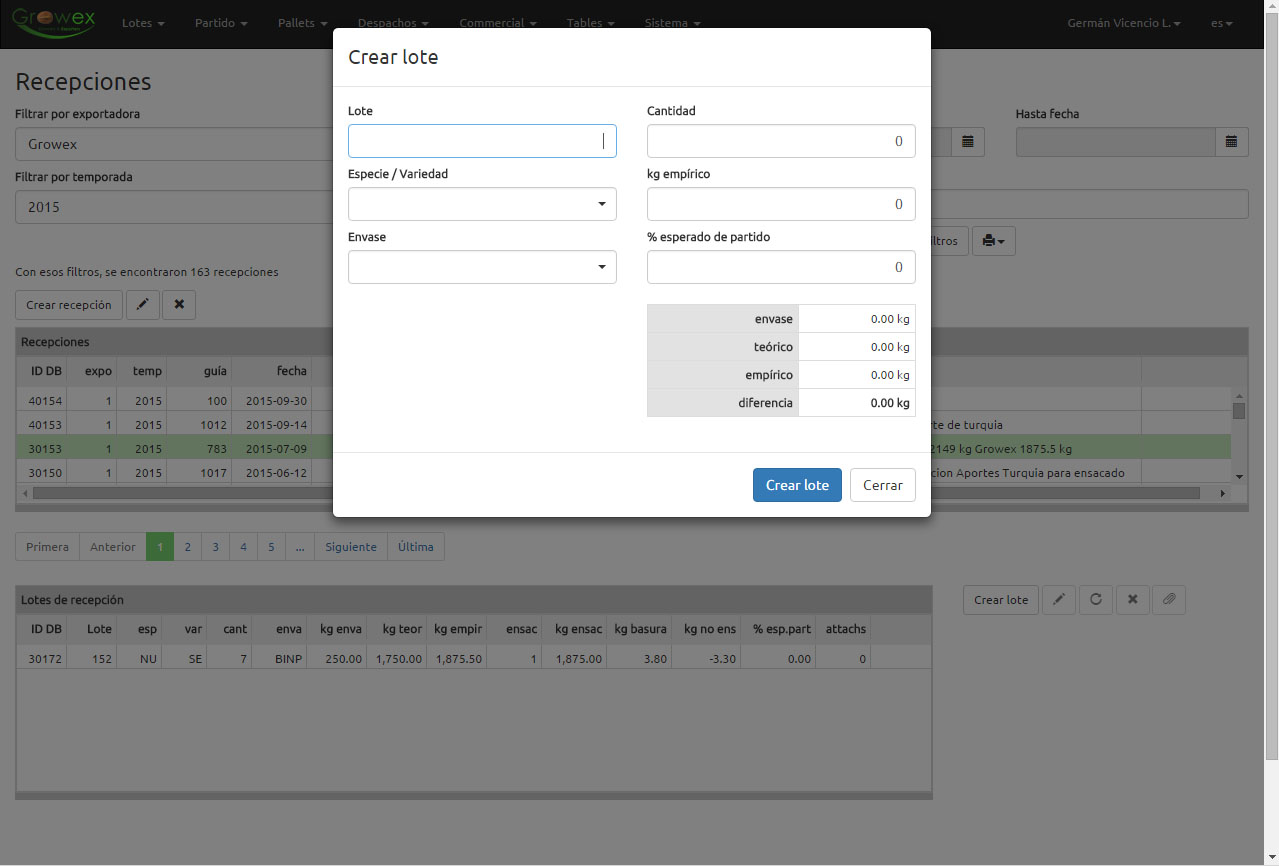 Growex
Lotes Partido Pallets Despachos Commercial Tables Sistema Germán Vicencio L. es
Crear lote
Recepciones
Filtrar por exportadora
Growex
Filtrar por temporada
2015
Hasta fecha
iltros
Lote
Cantidad
0
Especie / Variedad
kg empírico
0
Envase
% esperado de partido
0
envase 0.00 kg
teórico 0.00 kg
empírico 0.00 kg
diferencia 0.00 kg
Crear lote Cerrar
Con esos filtros, se encontraron 163 recepciones
Crear recepción
Recepciones
ID DB expo temp guía fecha
40154 1 2015 100 2015-09-30
40153 1 2015 1012 2015-09-14 rte de turquia
30153 1 2015 783 2015-07-09 2149 kg Growex 1875.5 kg
30150 1 2015 1017 2015-06-12 cion Aportes Turquia para ensacado
Primera Anterior 1 2 3 4 5 ... Siguiente Última
Lotes de recepción
Crear lote
ID DB Lote esp var cant enva kg enva kg teor kg empir ensac kg ensac kg basura kg no ens % esp.part attachs
30172 152 NU SE 7 BINP 250.00 1,750.00 1,875.50 1 1,875.00 3.80 -3.30 0.00 0